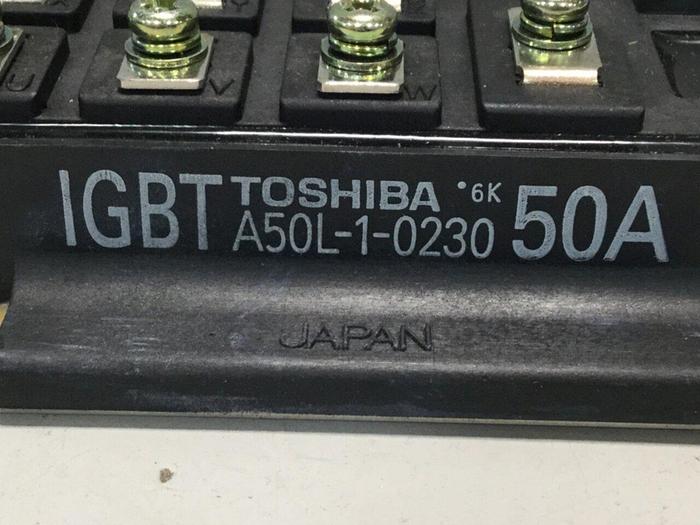 X Y
U V W
IGBT TOSHIBA •6K 50A
A50L-1-0230
JAPAN